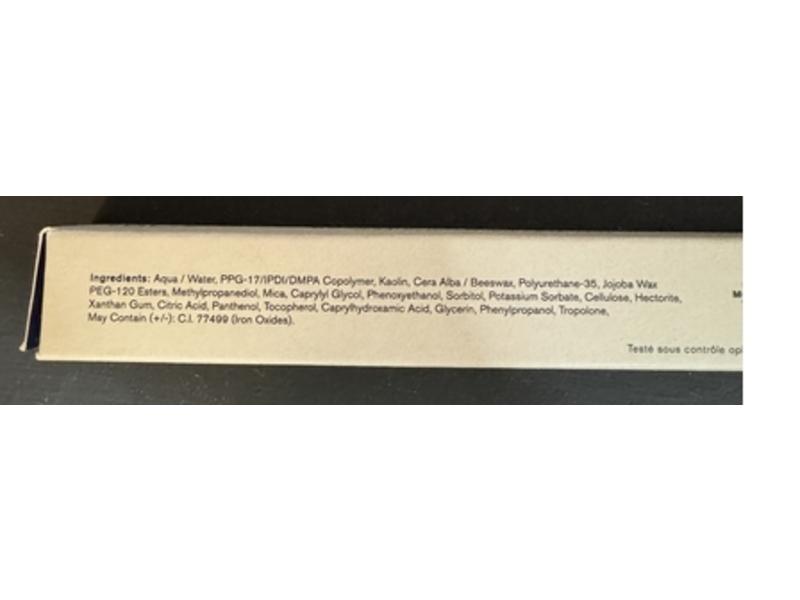 Ingredients: Aqua / Water, PPG-17/IPDI/DMPA Copolymer, Kaolin, Cera Alba / Beeswax, Polyurethane-35, Jojoba Wax
PEG-120 Esters, Methylpropanediol, Mica, Caprylyl Glycol, Phenoxyethanol, Sorbitol, Potassium Sorbate, Cellulose, Hectorite,
Xanthan Gum, Citric Acid, Panthenol, Tocopherol, Caprylhydroxamic Acid, Glycerin, Phenylpropanol, Tropolone,
May Contain (+/-): C.I. 77499 (Iron Oxides).
Testé sous contrôle